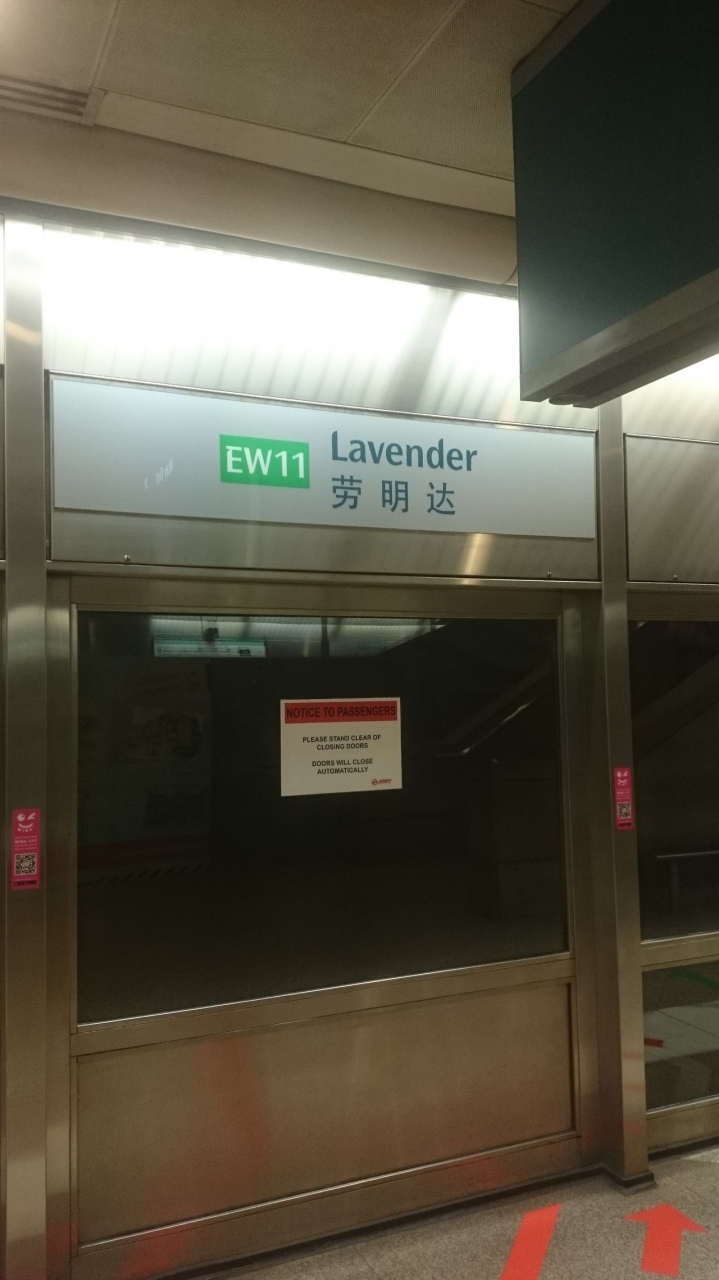 EW11 Lavender
劳明达
NOTICE TO PASSENGERS
PLEASE STAND CLEAR OF
CLOSING DOORS
DOORS WILL CLOSE
AUTOMATICALLY